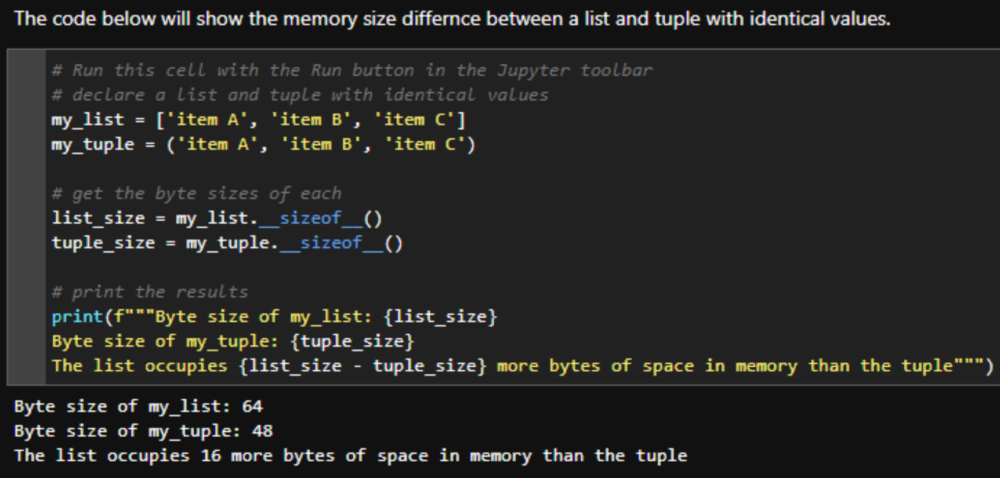 The code below will show the memory size differnce between a list and tuple with identical values.
# Run this cell with the Run button in the Jupyter toolbar
# declare a list and tuple with identical values
my_list = ['item A', 'item B', 'item C']
my_tuple = ('item A', 'item B', 'item C')
# get the byte sizes of each
list_size = my_list.__sizeof__()
tuple_size = my_tuple.__sizeof__()
# print the results
print(f"""Byte size of my_list: {list_size}
Byte size of my_tuple: {tuple_size}
The list occupies {list_size - tuple_size} more bytes of space in memory than the tuple""")
Byte size of my_list: 64
Byte size of my_tuple: 48
The list occupies 16 more bytes of space in memory than the tuple